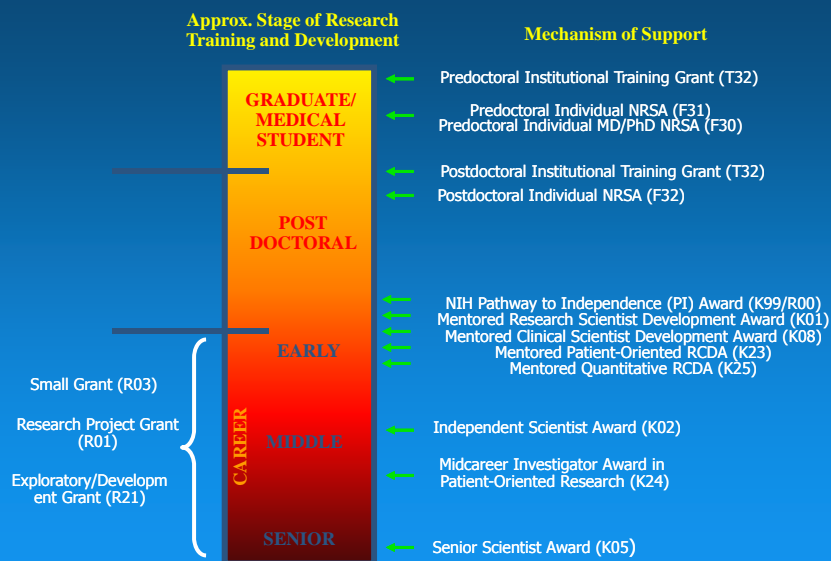 Approx. Stage of Research
Training and Development
Mechanism of Support
GRADUATE/
MEDICAL
STUDENT
POST
DOCTORAL
EARLY
MIDDLE
SENIOR
CAREER
Predoctoral Institutional Training Grant (T32)
Predoctoral Individual NRSA (F31)
Predoctoral Individual MD/PhD NRSA (F30)
Postdoctoral Institutional Training Grant (T32)
Postdoctoral Individual NRSA (F32)
NIH Pathway to Independence (PI) Award (K99/R00)
Mentored Research Scientist Development Award (K01)
Mentored Clinical Scientist Development Award (K08)
Mentored Patient-Oriented RCDA (K23)
Mentored Quantitative RCDA (K25)
Independent Scientist Award (K02)
Midcareer Investigator Award in
Patient-Oriented Research (K24)
Senior Scientist Award (K05)
Small Grant (R03)
Research Project Grant
(R01)
Exploratory/Developm
ent Grant (R21)